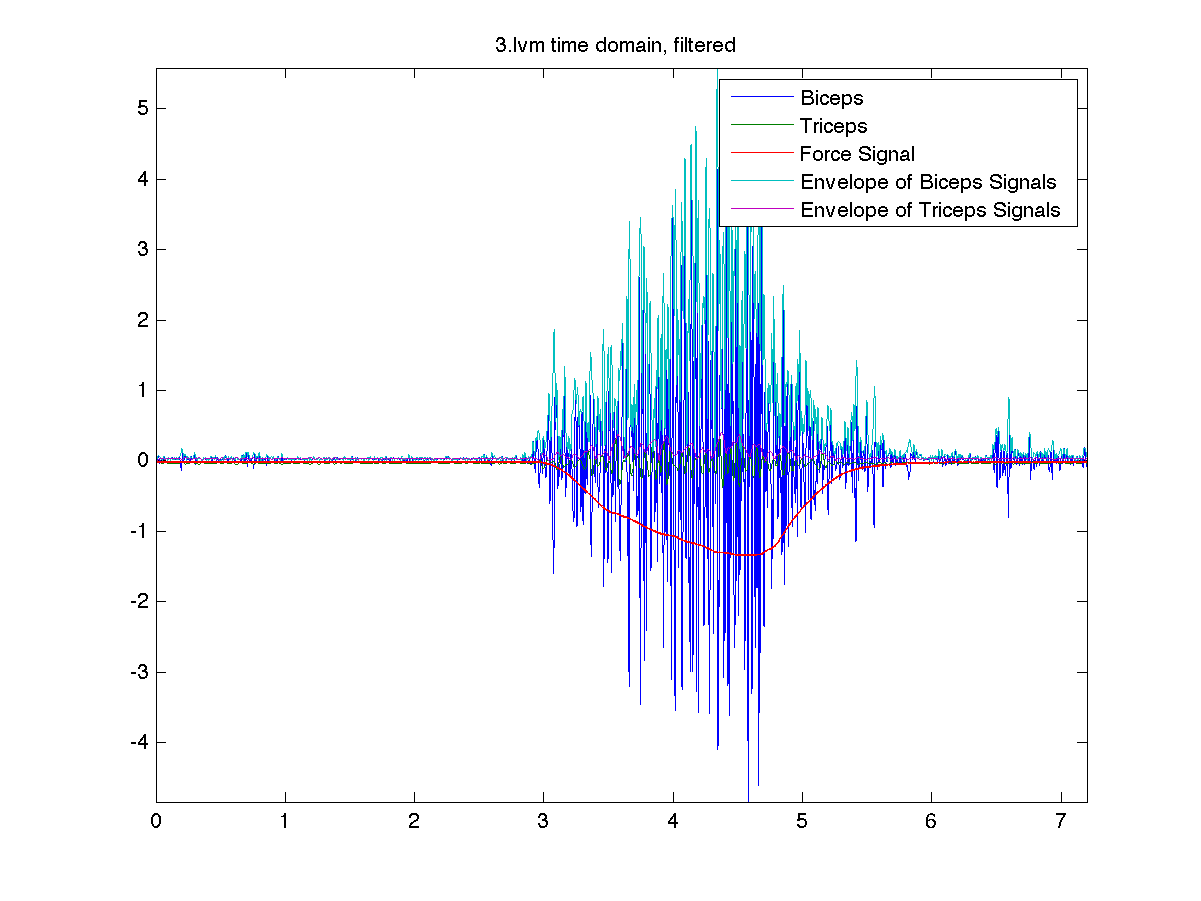 3.lvm time domain, filtered
Biceps
Triceps
Force Signal
Envelope of Biceps Signals
Envelope of Triceps Signals
5
4
3
2
1
0
-1
-2
-3
-4
0 1 2 3 4 5 6 7